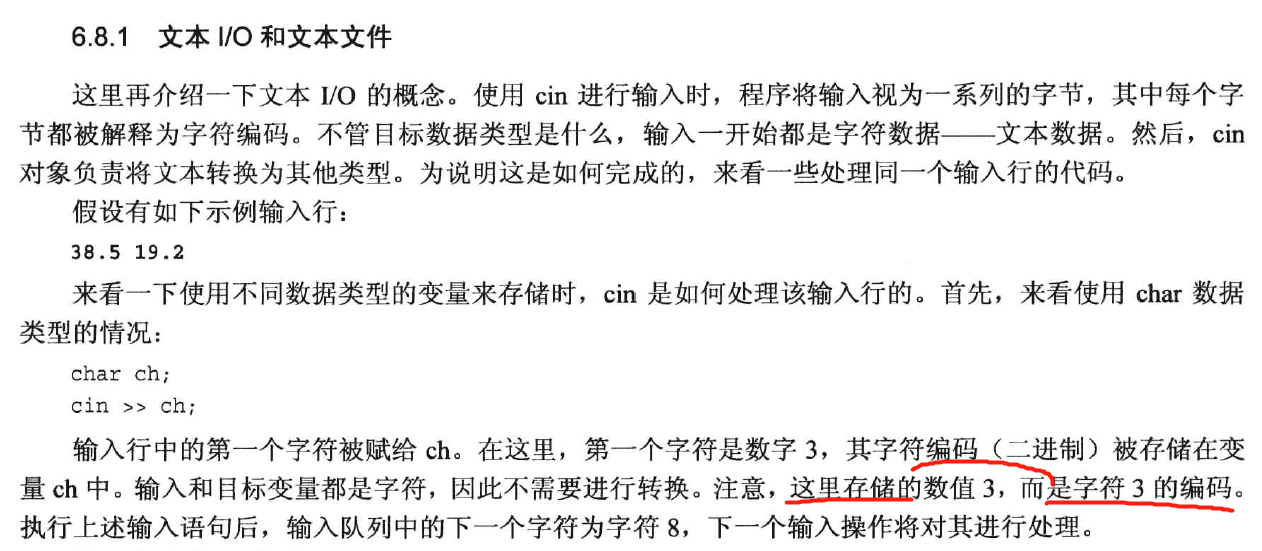 6.8.1 文本 I/O 和文本文件
这里再介绍一下文本 I/O 的概念。使用 cin 进行输入时，程序将输入视为一系列的字节，其中每个字
节都被解释为字符编码。不管目标数据类型是什么，输入一开始都是字符数据——文本数据。然后，cin
对象负责将文本转换为其他类型。为说明这是如何完成的，来看一些处理同一个输入行的代码。
假设有如下示例输入行：
38.5 19.2
来看一下使用不同数据类型的变量来存储时，cin 是如何处理该输入行的。首先，来看使用 char 数据
类型的情况：
char ch;
cin >> ch;
输入行中的第一个字符被赋给 ch。在这里，第一个字符是数字 3，其字符编码（二进制）被存储在变
量 ch 中。输入和目标变量都是字符，因此不需要进行转换。注意，这里存储的数值 3，而是字符 3 的编码。
执行上述输入语句后，输入队列中的下一个字符为字符 8，下一个输入操作将对其进行处理。